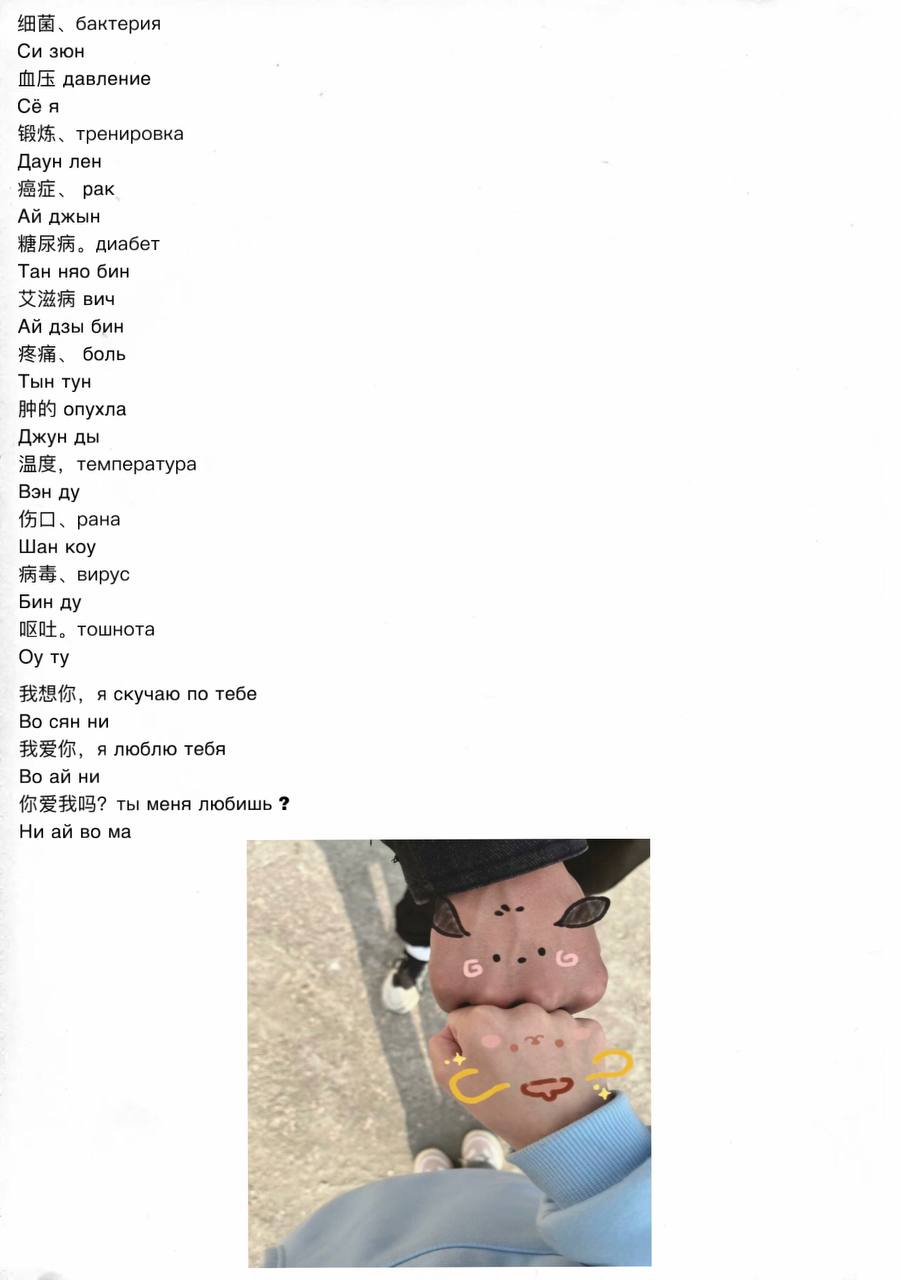 细菌、бактерия
Си зюн
血压 давление
Сё я
锻炼、тренировка
Даун лен
癌症、 рак
Ай джын
糖尿病。диабет
Тан няо бин
艾滋病 вич
Ай дзы бин
疼痛、 боль
Тын тун
肿的 опухла
Джун ды
温度，температура
Вэн ду
伤口、рана
Шан коу
病毒、вирус
Бин ду
呕吐。тошнота
Оу ту
我想你，я скучаю по тебе
Во сян ни
我爱你，я люблю тебя
Во ай ни
你爱我吗？ты меня любишь ?
Ни ай во ма